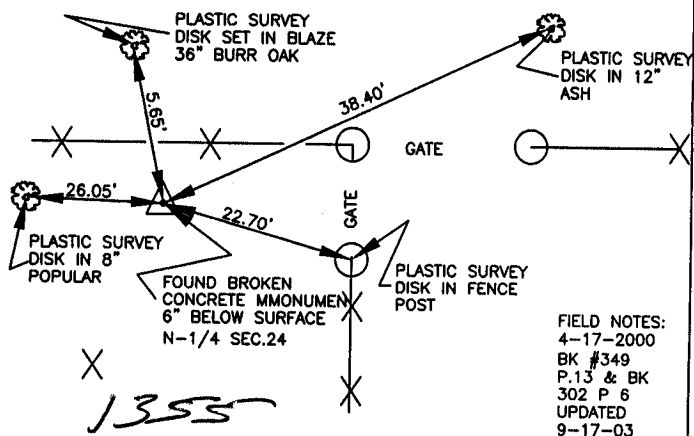 PLASTIC SURVEY
DISK SET IN BLAZE
36" BURR OAK
5.65'
38.40'
PLASTIC SURVEY
DISK IN 12"
ASH
GATE
26.05'
22.70'
GATE
PLASTIC SURVEY
DISK IN 8"
POPULAR
FOUND BROKEN
CONCRETE MMONUMEN
6" BELOW SURFACE
N-1/4 SEC.24
PLASTIC SURVEY
DISK IN FENCE
POST
FIELD NOTES:
4-17-2000
BK #349
P.13 & BK
302 P 6
UPDATED
9-17-03
1355